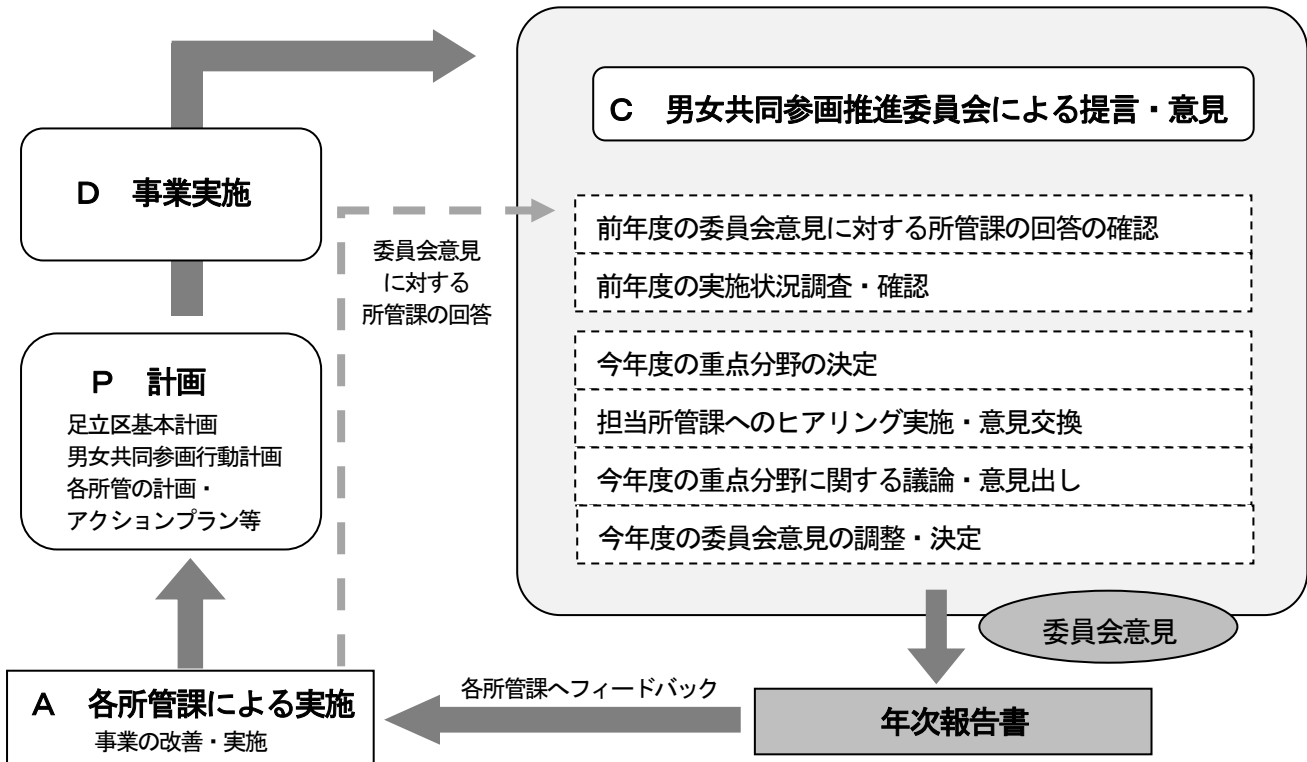 C 男女共同参画推進委員会による提言・意見
D 事業実施
前年度の委員会意見に対する所管課の回答の確認
前年度の実施状況調査・確認
委員会意見
に対する
所管課の回答
P 計画
足立区基本計画
男女共同参画行動計画
各所管の計画・
アクションプラン等
今年度の重点分野の決定
担当所管課へのヒアリング実施・意見交換
今年度の重点分野に関する議論・意見出し
今年度の委員会意見の調整・決定
委員会意見
年次報告書
各所管課へフィードバック
A 各所管課による実施
事業の改善・実施